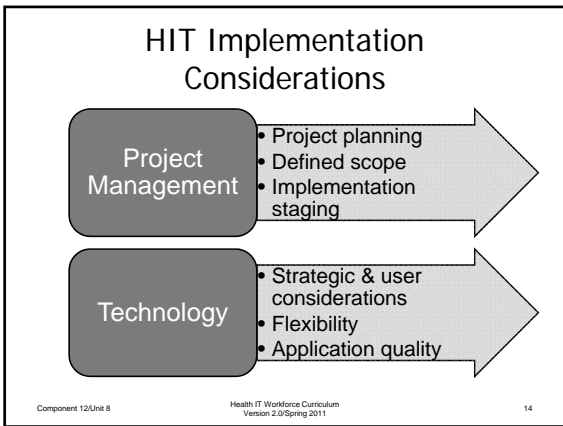 HIT Implementation
Considerations
Project
Management
• Project planning
• Defined scope
• Implementation
staging
Technology
• Strategic & user
considerations
• Flexibility
• Application quality
Component 12/Unit 8
Health IT Workforce Curriculum
Version 2.0/Spring 2011
14